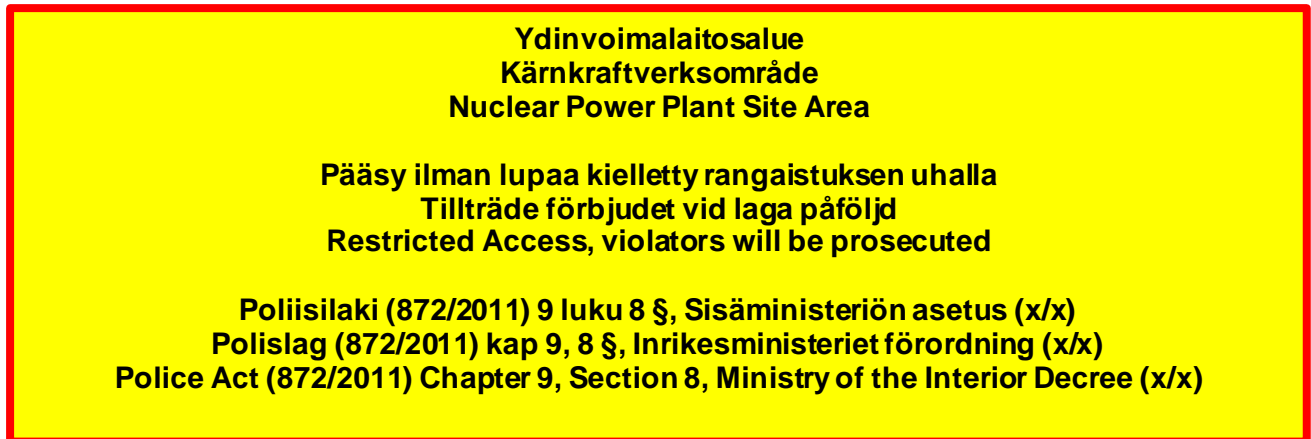 Ydinvoimalaitosalue
Kärnkraftverksområde
Nuclear Power Plant Site Area
Pääsy ilman lupaa kielletty rangaistuksen uhalla
Tillträde förbjudet vid laga påföljd
Restricted Access, violators will be prosecuted
Poliisilaki (872/2011) 9 luku 8 §, Sisäministeriön asetus (x/x)
Polislag (872/2011) kap 9, 8 §, Inrikesministeriet förordning (x/x)
Police Act (872/2011) Chapter 9, Section 8, Ministry of the Interior Decree (x/x)